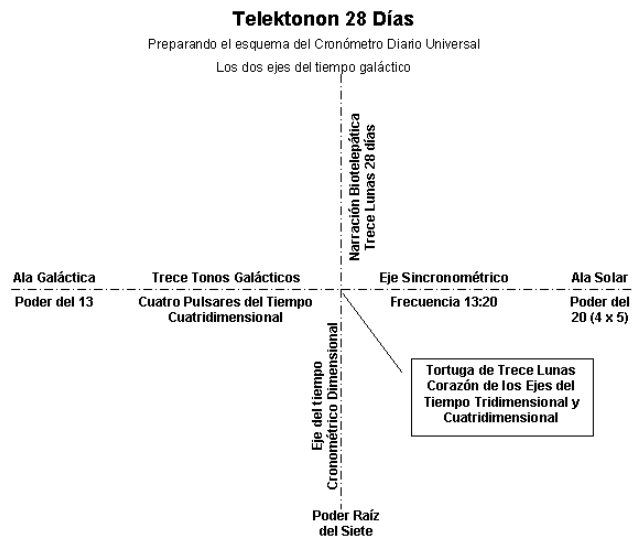 Telektonon 28 Días
Preparando el esquema del Cronómetro Diario Universal
Los dos ejes del tiempo galáctico
Narración Biotelepática
Trece Lunas 28 días
Ala Galáctica
Trece Tonos Galácticos
Eje Sincronométrico
Ala Solar
Poder del 13
Cuatro Pulsares del Tiempo
Cuatridimensional
Frecuencia 13:20
Poder del
20 (4 x 5)
Eje del tiempo
Cronométrico Dimensional
Tortuga de Trece Lunas
Corazón de los Ejes del
Tiempo Tridimensional y
Cuatridimensional
Poder Raíz
del Siete